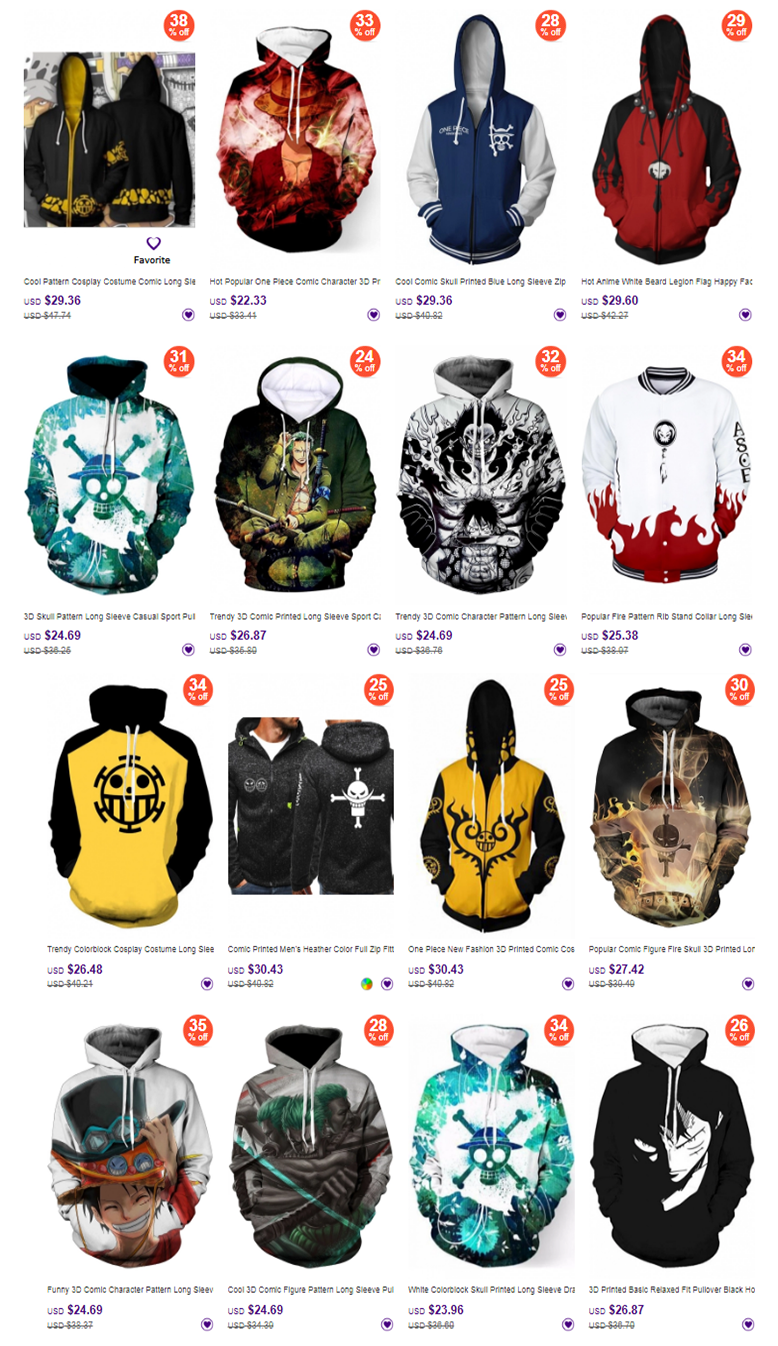 38
% off
33
% off
28
% off
29
% off
ONE PIECE
Favorite
Cool Pattern Cosplay Costume Comic Long Sle
Hot Popular One Piece Comic Character 3D Pr
Cool Comic Skull Printed Blue Long Sleeve Zip
Hot Anime White Beard Legion Flag Happy Fac
USD $29.36
USD $22.33
USD $29.36
USD $29.60
USD $47.74
USD $33.41
USD $40.82
USD $42.27
31
% off
24
% off
32
% off
34
% off
3D Skull Pattern Long Sleeve Casual Sport Pull
Trendy 3D Comic Printed Long Sleeve Sport Ca
Trendy 3D Comic Character Pattern Long Sleev
Popular Fire Pattern Rib Stand Collar Long Slee
USD $24.69
USD $26.87
USD $24.69
USD $25.38
USD $36.25
USD $35.80
USD $36.76
USD $38.07
34
% off
25
% off
25
% off
30
% off
Trendy Colorblock Cosplay Costume Long Slee
Comic Printed Men's Heather Color Full Zip Fitt
One Piece New Fashion 3D Printed Comic Cos
Popular Comic Figure Fire Skull 3D Printed Lon
USD $26.48
USD $30.43
USD $30.43
USD $27.42
USD $40.21
USD $40.82
USD $40.82
USD $39.40
35
% off
28
% off
34
% off
26
% off
Funny 3D Comic Character Pattern Long Sleev
Cool 3D Comic Figure Pattern Long Sleeve Pul
White Colorblock Skull Printed Long Sleeve Dra
3D Printed Basic Relaxed Fit Pullover Black Ho
USD $24.69
USD $24.69
USD $23.96
USD $26.87
USD $38.37
USD $34.39
USD $36.60
USD $36.70